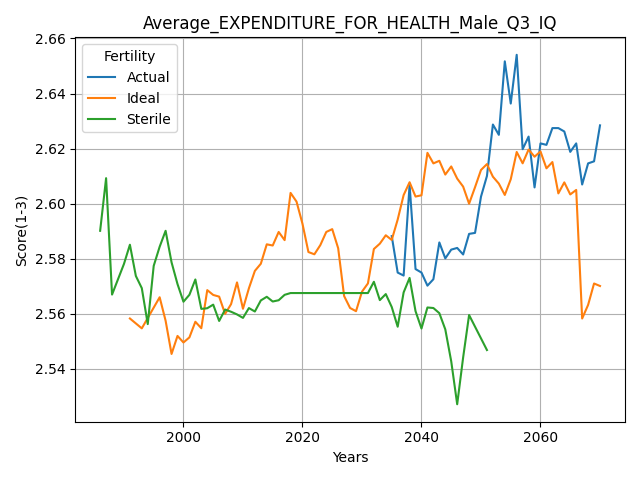 Average_EXPENDITURE_FOR_HEALTH_Male_Q3_IQ
Fertility
Actual
Ideal
Sterile
Score(1-3)
2.66
2.64
2.62
2.60
2.58
2.56
2.54
2000
2020
2040
2060
Years